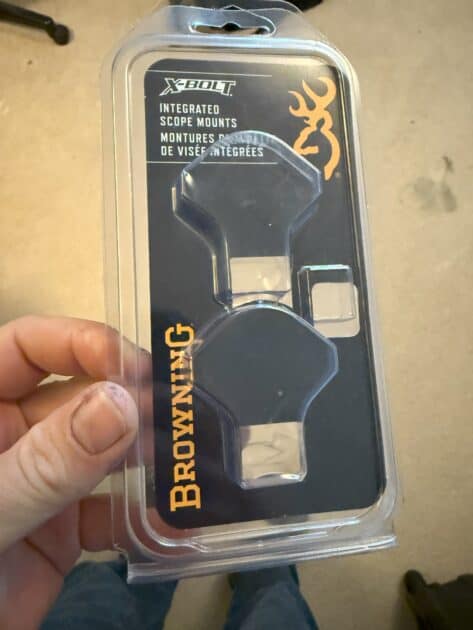 X-BOLT
INTEGRATED
SCOPE MOUNTS
MONTURES
DE VISÉE INTÉGRÉES
BROWNING